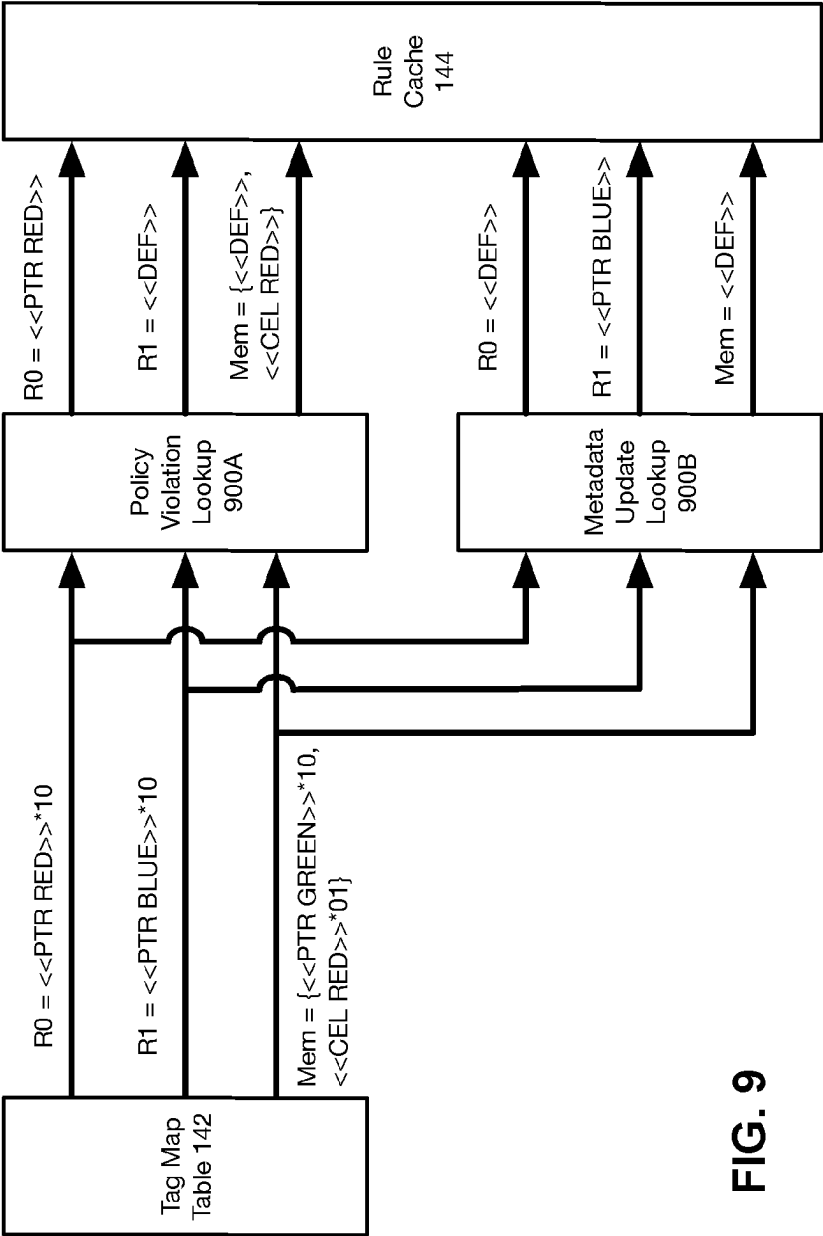 Tag Map
Table 142
R0 = <<PTR RED>>*10
R1 = <<PTR BLUE>>*10
Mem = {<<PTR GREEN>>*10,
<<CEL RED>>*01}
Policy
Violation
Lookup
900A
Metadata
Update
Lookup
900B
R0 = <<PTR RED>>
R1 = <<DEF>>
Mem = {<<DEF>>,
<<CEL RED>>}
R0 = <<DEF>>
R1 = <<PTR BLUE>>
Mem = <<DEF>>
Rule
Cache
144
FIG. 9